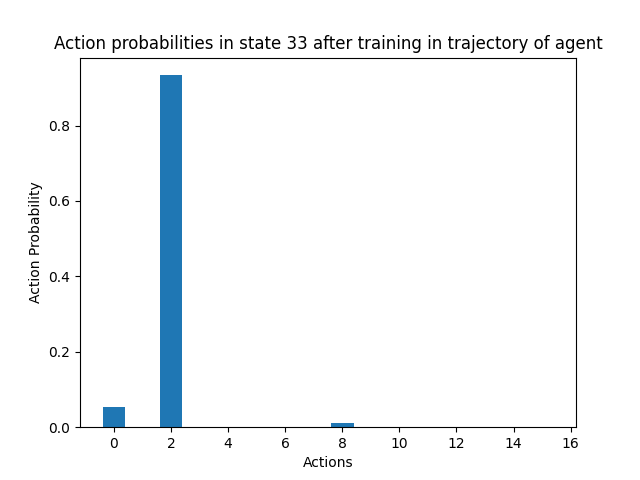 Action probabilities in state 33 after training in trajectory of agent
0.8
0.6
0.4
0.2
0.0
Action Probability
0 2 4 6 8 10 12 14 16
Actions